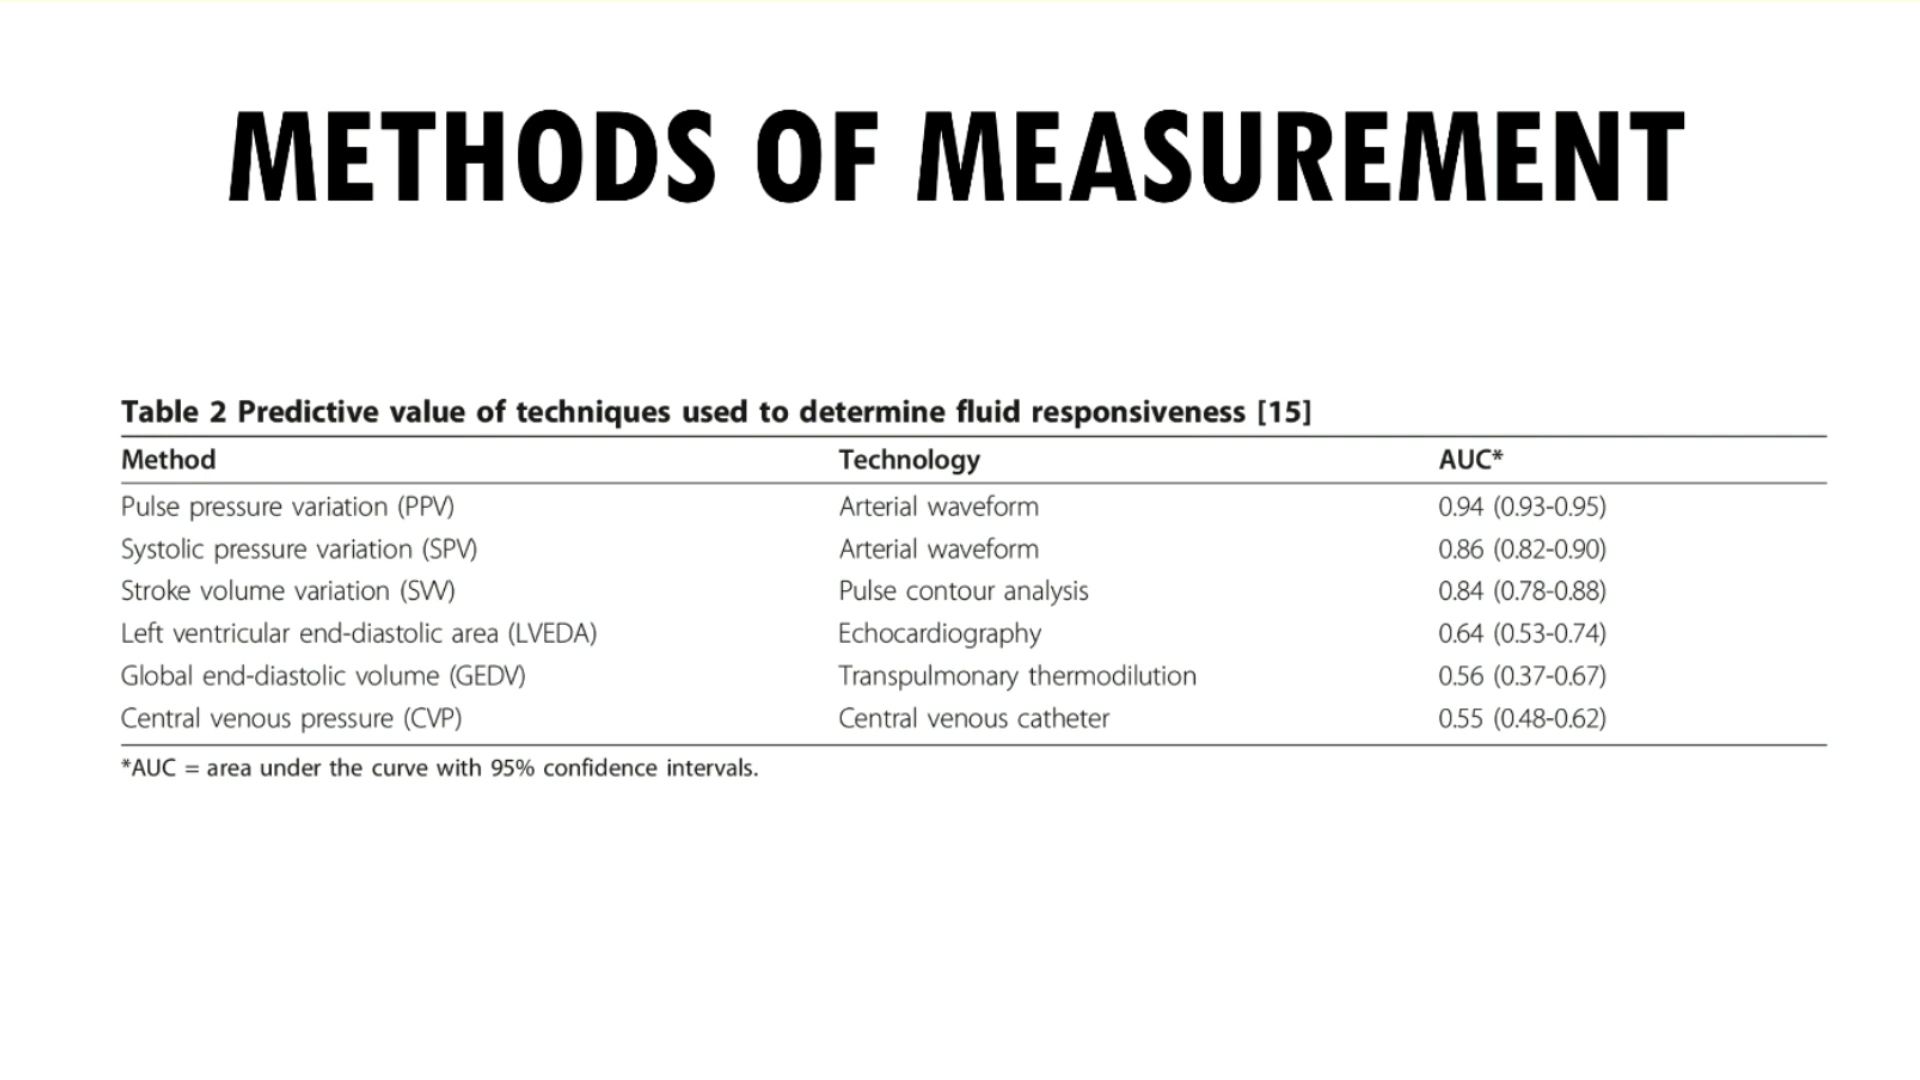 METHODS OF MEASUREMENT
Table 2 Predictive value of techniques used to determine fluid responsiveness [15]
Method Technology AUC*
Pulse pressure variation (PPV) Arterial waveform 0.94 (0.93-0.95)
Systolic pressure variation (SPV) Arterial waveform 0.86 (0.82-0.90)
Stroke volume variation (SVV) Pulse contour analysis 0.84 (0.78-0.88)
Left ventricular end-diastolic area (LVEDA) Echocardiography 0.64 (0.53-0.74)
Global end-diastolic volume (GEDV) Transpulmonary thermodilution 0.56 (0.37-0.67)
Central venous pressure (CVP) Central venous catheter 0.55 (0.48-0.62)
*AUC = area under the curve with 95% confidence intervals.